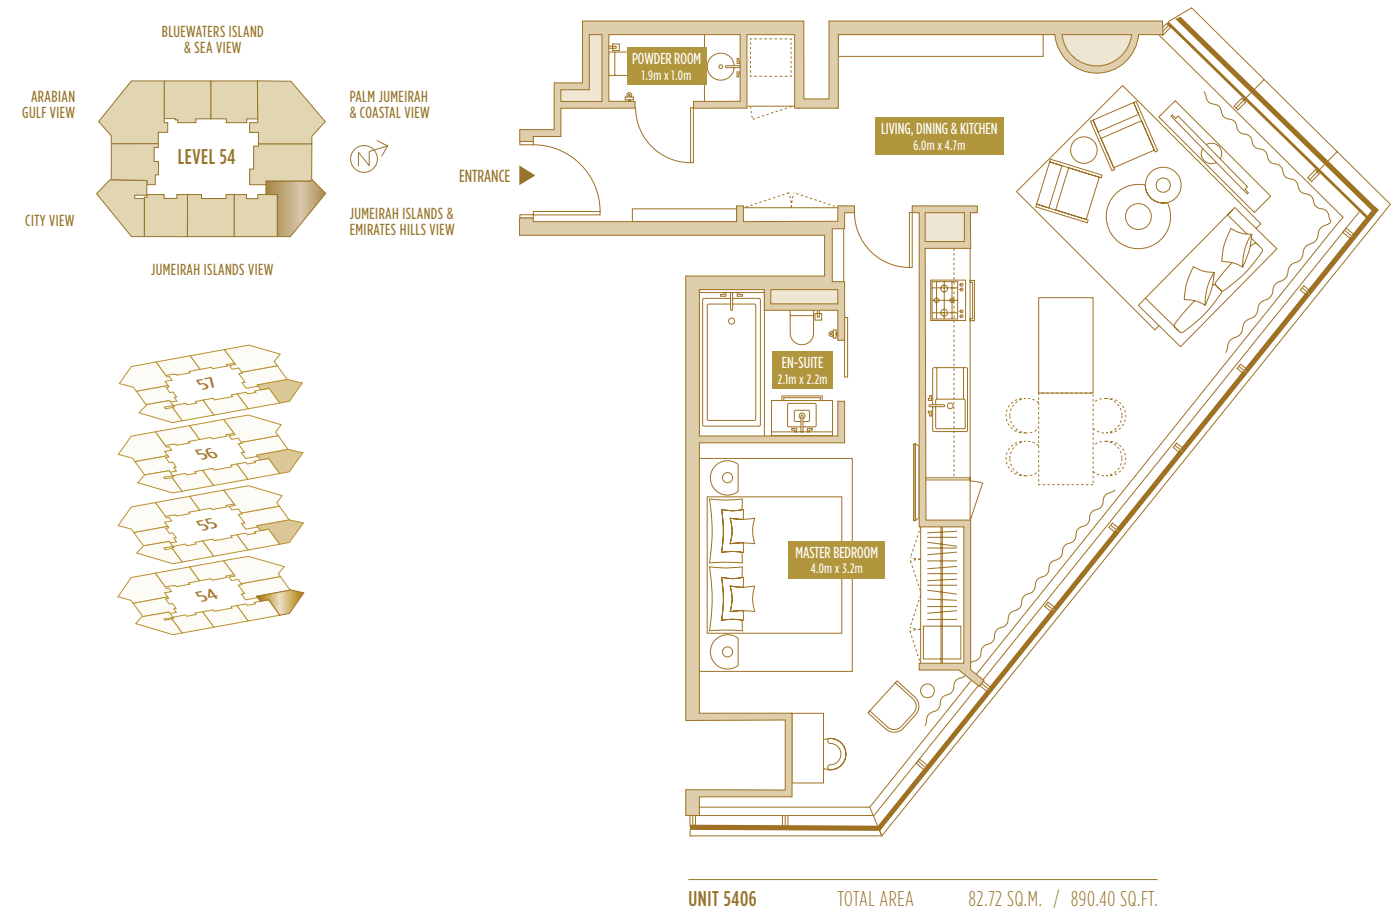 BLUEWATERS ISLAND
& SEA VIEW
ARABIAN
GULF VIEW
PALM JUMEIRAH
& COASTAL VIEW
LEVEL 54
N
CITY VIEW
JUMEIRAH ISLANDS &
EMIRATES HILLS VIEW
JUMEIRAH ISLANDS VIEW
57
56
55
54
POWDER ROOM
1.9m x 1.0m
LIVING, DINING & KITCHEN
6.0m x 4.7m
ENTRANCE
EN-SUITE
2.1m x 2.2m
MASTER BEDROOM
4.0m x 3.2m
UNIT 5406 TOTAL AREA 82.72 SQ.M. / 890.40 SQ.FT.